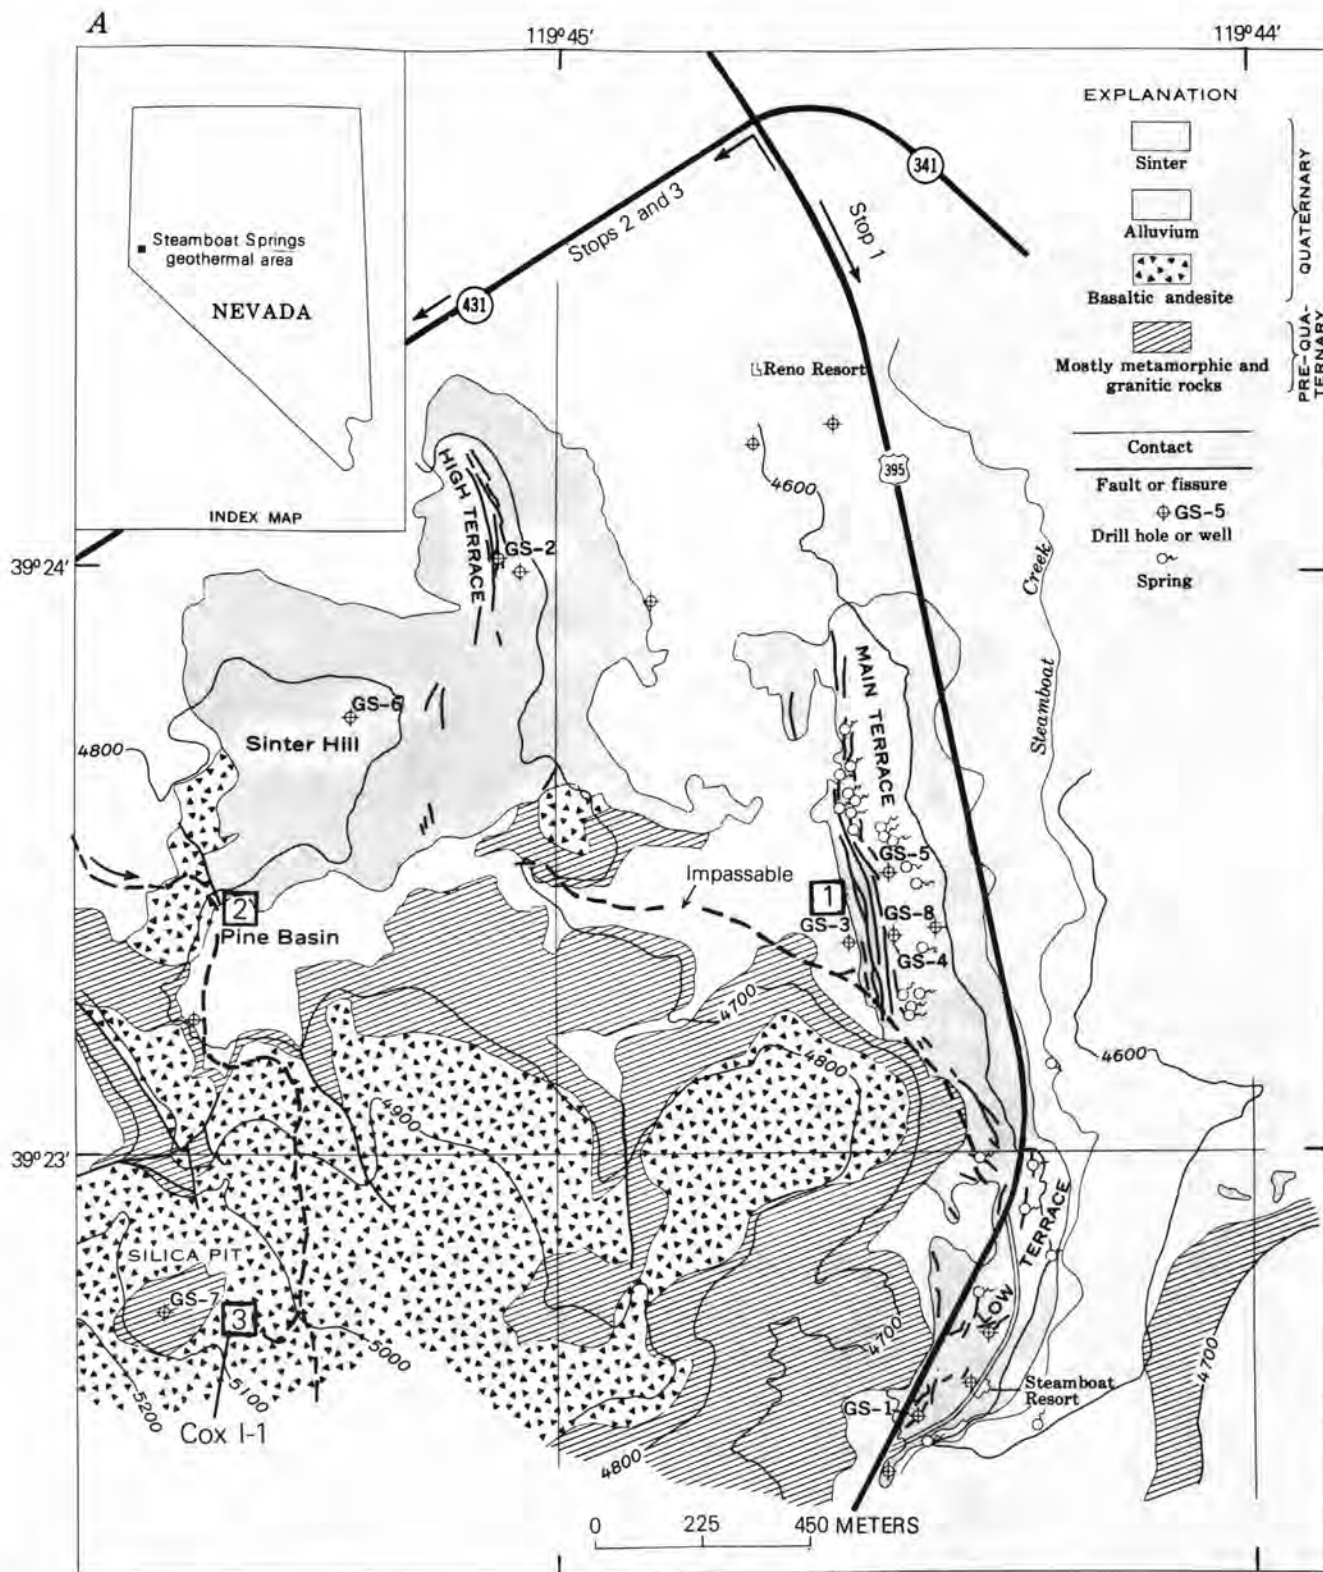 A
119°45'
119°44'
EXPLANATION
Sinter
Alluvium
Basaltic andesite
QUATERNARY
Mostly metamorphic and
granitic rocks
PRE-QUA-
TERNARY
Contact
Fault or fissure
GS-5
Drill hole or well
Spring
Steamboat Springs
geothermal area
NEVADA
INDEX MAP
341
Stop 1
Stops 2 and 3
431
Reno Resort
395
4600
HIGH TERRACE
GS-2
39°24'
Creek
Steamboat
MAIN TERRACE
GS-6
Sinter Hill
4800
GS-5
Impassable
1
2
GS-3
GS-8
Pine Basin
GS-4
4700
4800
4600
4900
39°23'
LOW TERRACE
SILICA PIT
GS-7
3
4700
5000
4700
5100
5200
Steamboat
Resort
GS-1
Cox I-1
4800
0 225 450 METERS